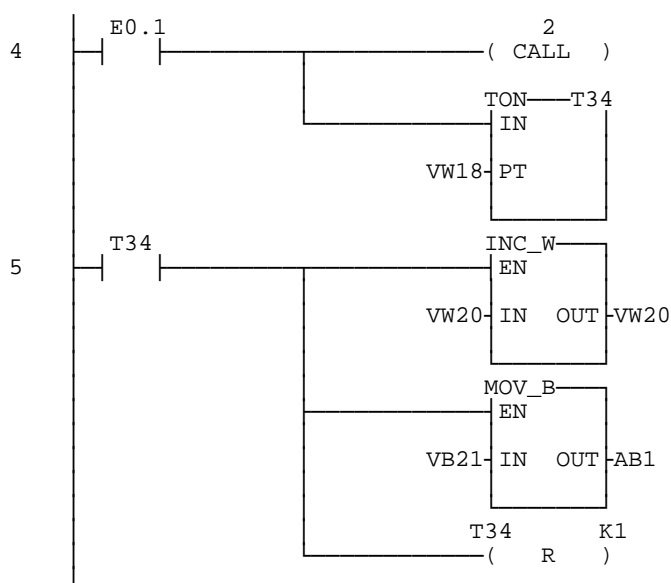 E0.1
2
4
( CALL )
TON T34
IN
VW18 PT
T34
INC_W
5
EN
VW20 IN OUT VW20
MOV_B
EN
VB21 IN OUT AB1
T34 K1
( R )